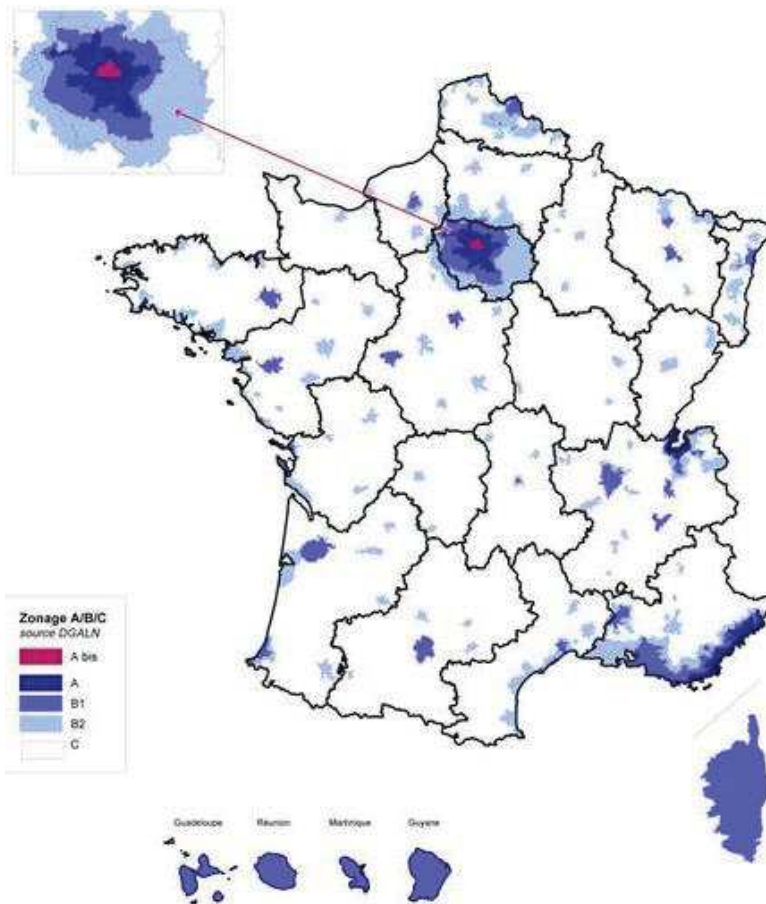 Zonage A/B/C
source DGALN
A bis
A
B1
B2
C
Guadeloupe
Réunion
Martinique
Guyane